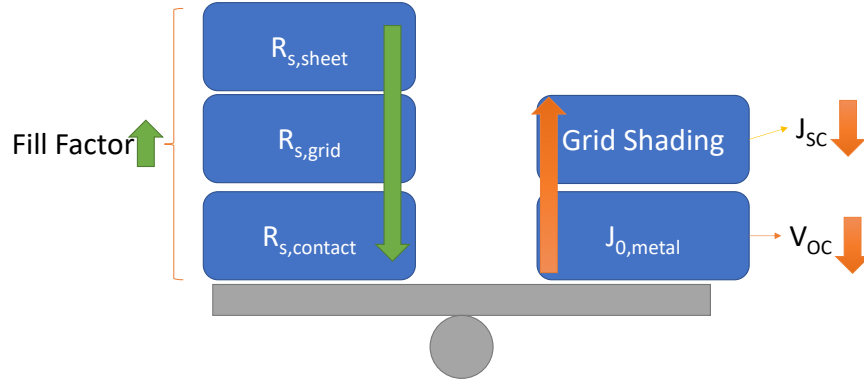 R_s,sheet
Fill Factor
R_s,grid
R_s,contact
Grid Shading
J_SC
J_0,metal
V_OC